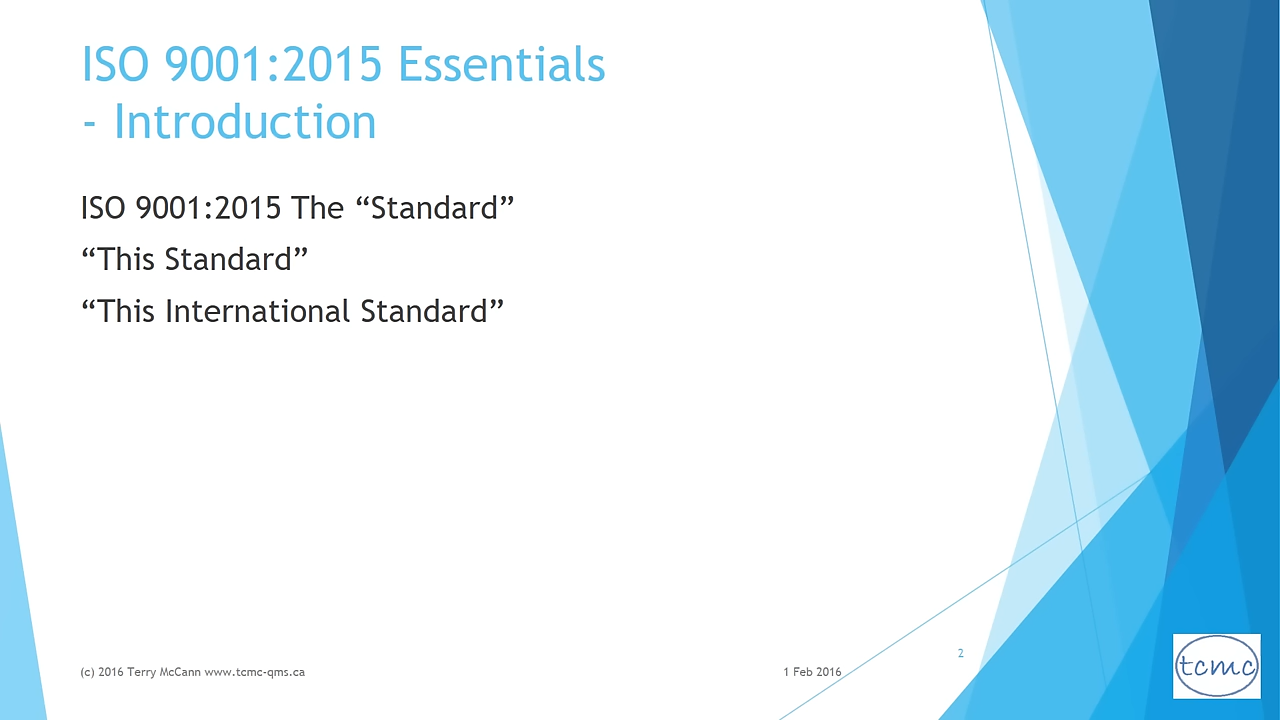 ISO 9001:2015 Essentials
- Introduction
ISO 9001:2015 The “Standard”
“This Standard”
“This International Standard”
(c) 2016 Terry McCann www.tcmc-qms.ca
1 Feb 2016
2
tcmc